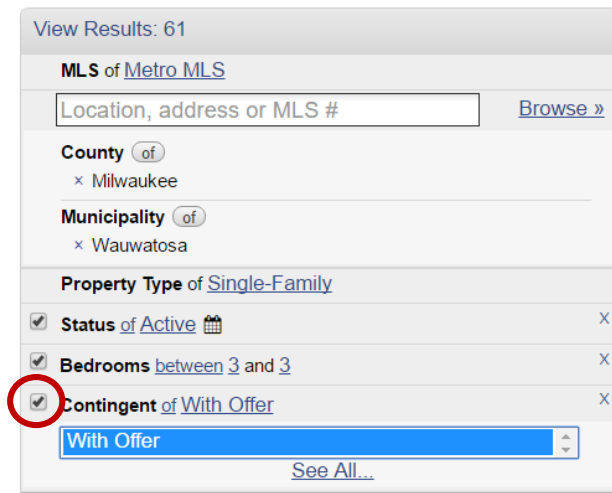 View Results: 61
MLS of Metro MLS
Location, address or MLS #
Browse »
County of
× Milwaukee
Municipality of
× Wauwatosa
Property Type of Single-Family
Status of Active X
Bedrooms between 3 and 3 X
Contingent of With Offer X
With Offer
See All...